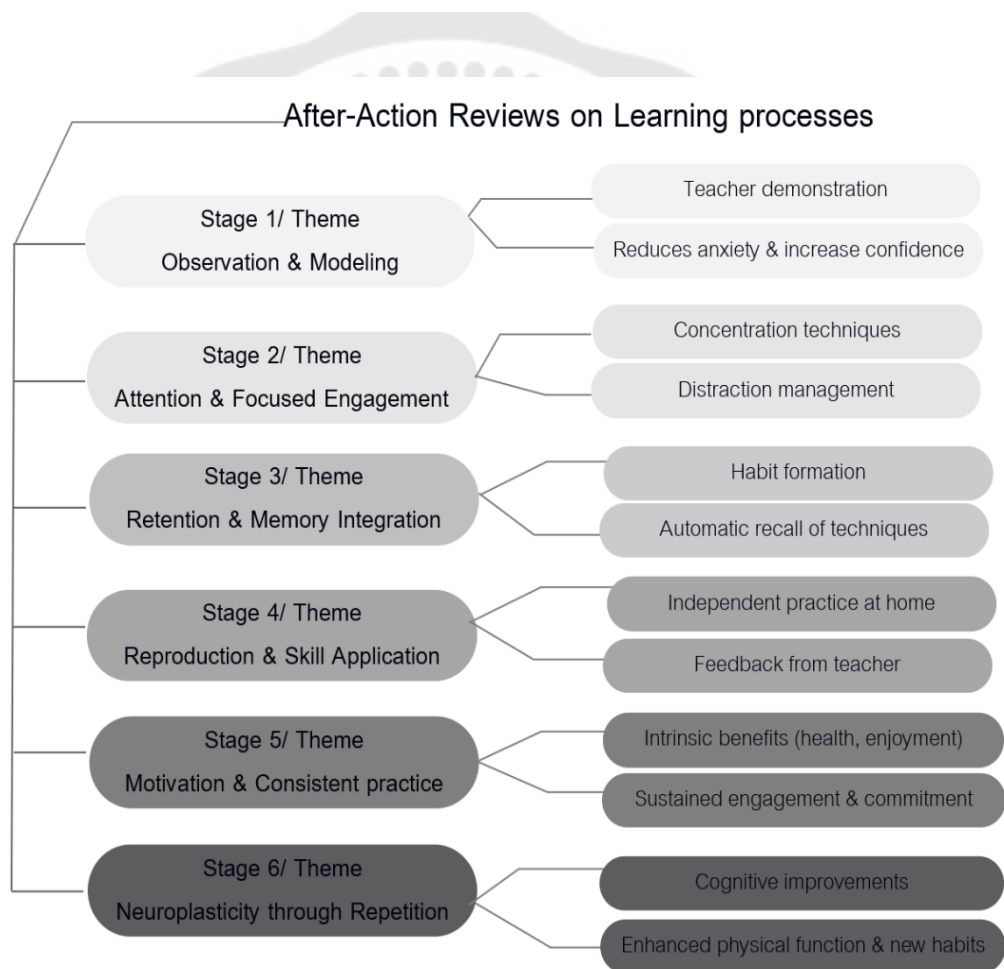 After-Action Reviews on Learning processes
Stage 1/ Theme
Observation & Modeling
Teacher demonstration
Reduces anxiety & increase confidence
Stage 2/ Theme
Attention & Focused Engagement
Concentration techniques
Distraction management
Stage 3/ Theme
Retention & Memory Integration
Habit formation
Automatic recall of techniques
Stage 4/ Theme
Reproduction & Skill Application
Independent practice at home
Feedback from teacher
Stage 5/ Theme
Motivation & Consistent practice
Intrinsic benefits (health, enjoyment)
Sustained engagement & commitment
Stage 6/ Theme
Neuroplasticity through Repetition
Cognitive improvements
Enhanced physical function & new habits